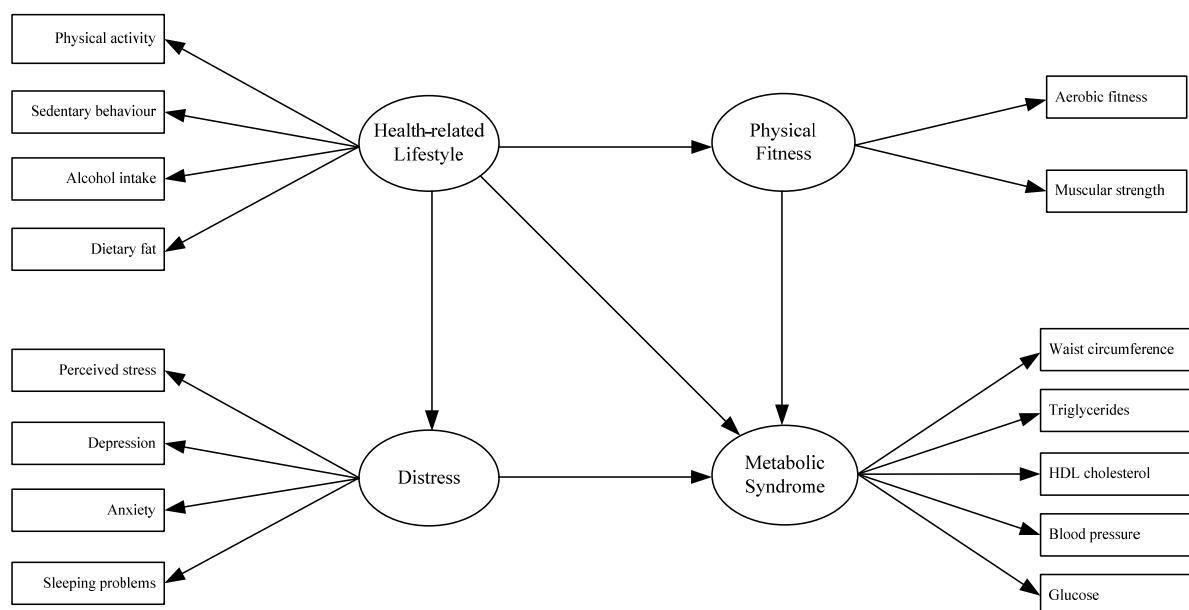 Physical activity
Sedentary behaviour
Alcohol intake
Dietary fat
Health-related
Lifestyle
Physical
Fitness
Aerobic fitness
Muscular strength
Perceived stress
Depression
Anxiety
Sleeping problems
Distress
Metabolic
Syndrome
Waist circumference
Triglycerides
HDL cholesterol
Blood pressure
Glucose